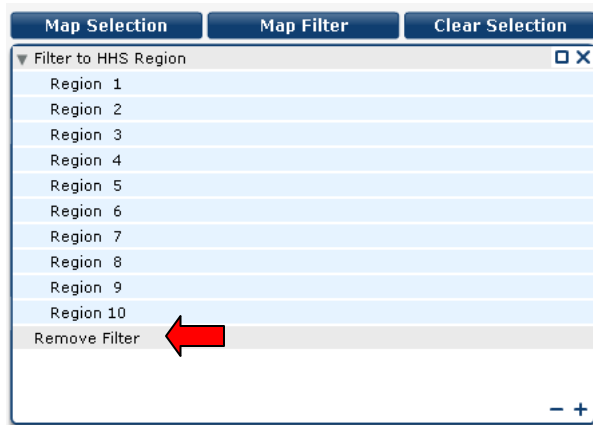 Map Selection Map Filter Clear Selection
Filter to HHS Region
Region 1
Region 2
Region 3
Region 4
Region 5
Region 6
Region 7
Region 8
Region 9
Region 10
Remove Filter